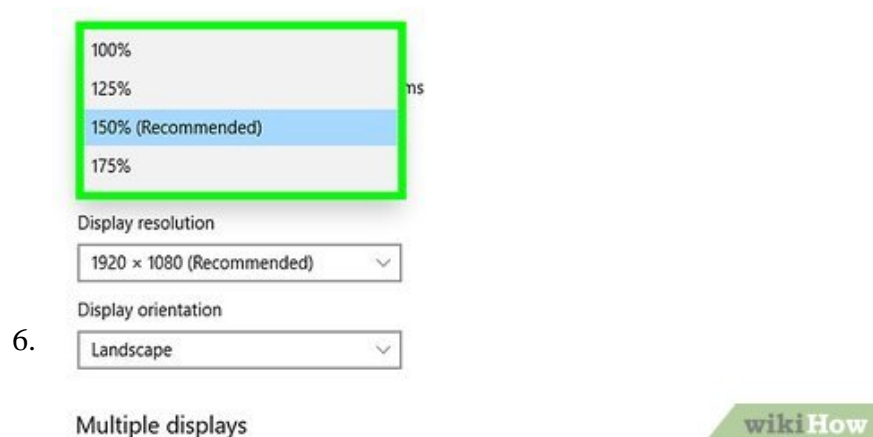 100%
125%
ms
150% (Recommended)
175%
Display resolution
1920 × 1080 (Recommended)
Display orientation
6.
Landscape
Multiple displays
wikiHow